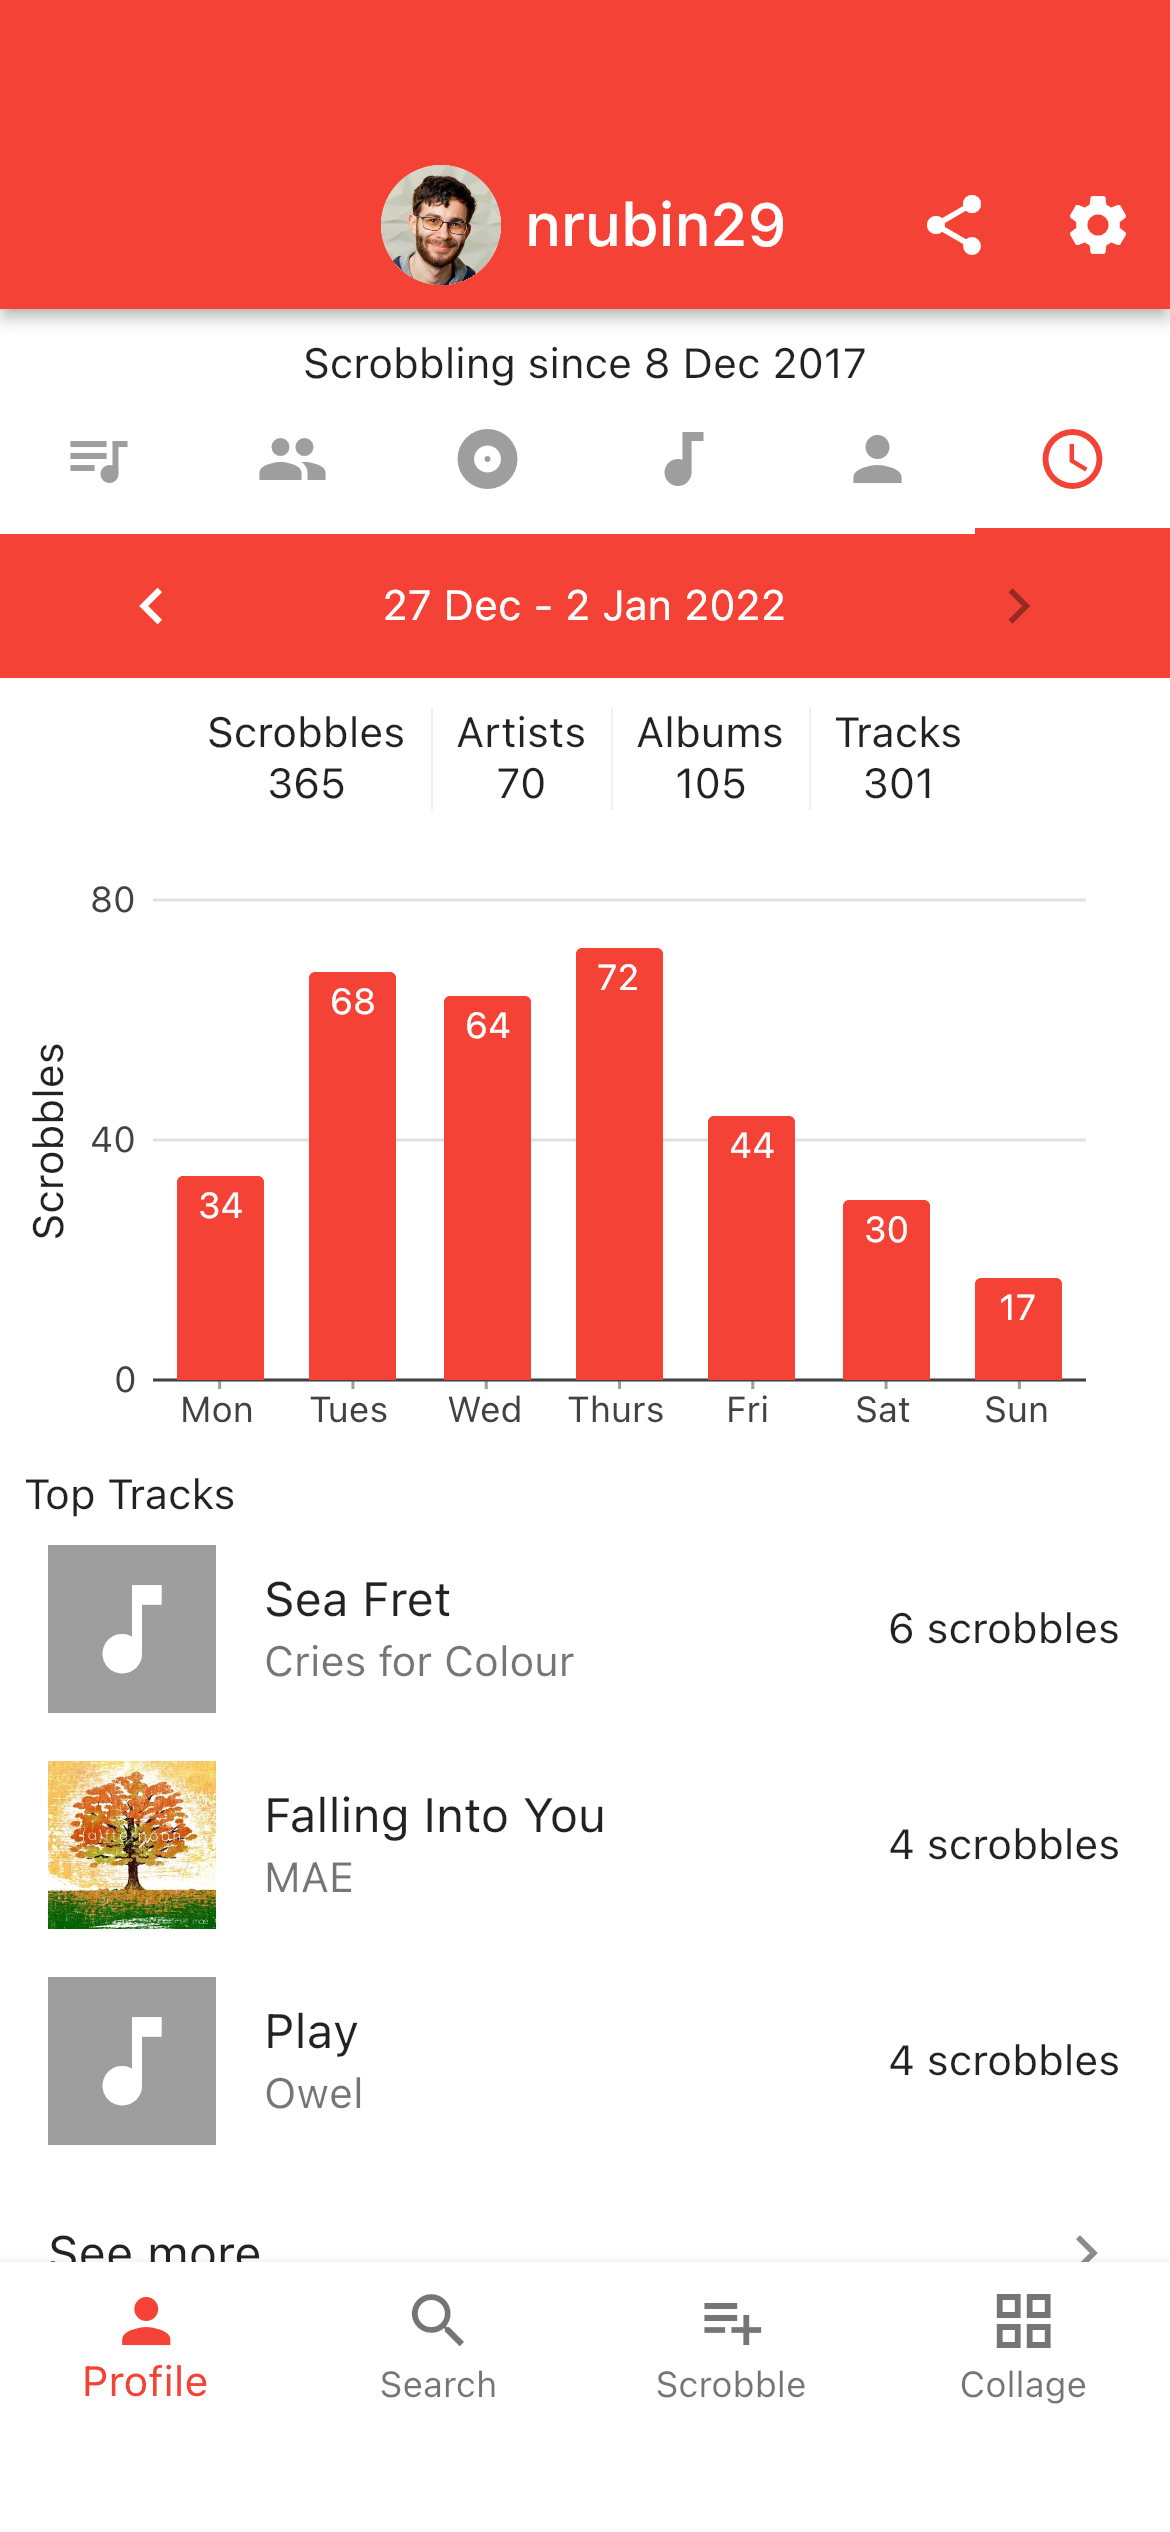 nrubin29
Scrobbling since 8 Dec 2017
27 Dec - 2 Jan 2022
Scrobbles Artists Albums Tracks
365 70 105 301
80
40
0
Scrobbles
34 68 64 72 44 30 17
Mon Tues Wed Thurs Fri Sat Sun
Top Tracks
Sea Fret
Cries for Colour
6 scrobbles
Falling Into You
MAE
4 scrobbles
Play
Owel
4 scrobbles
See more
Profile Search Scrobble Collage